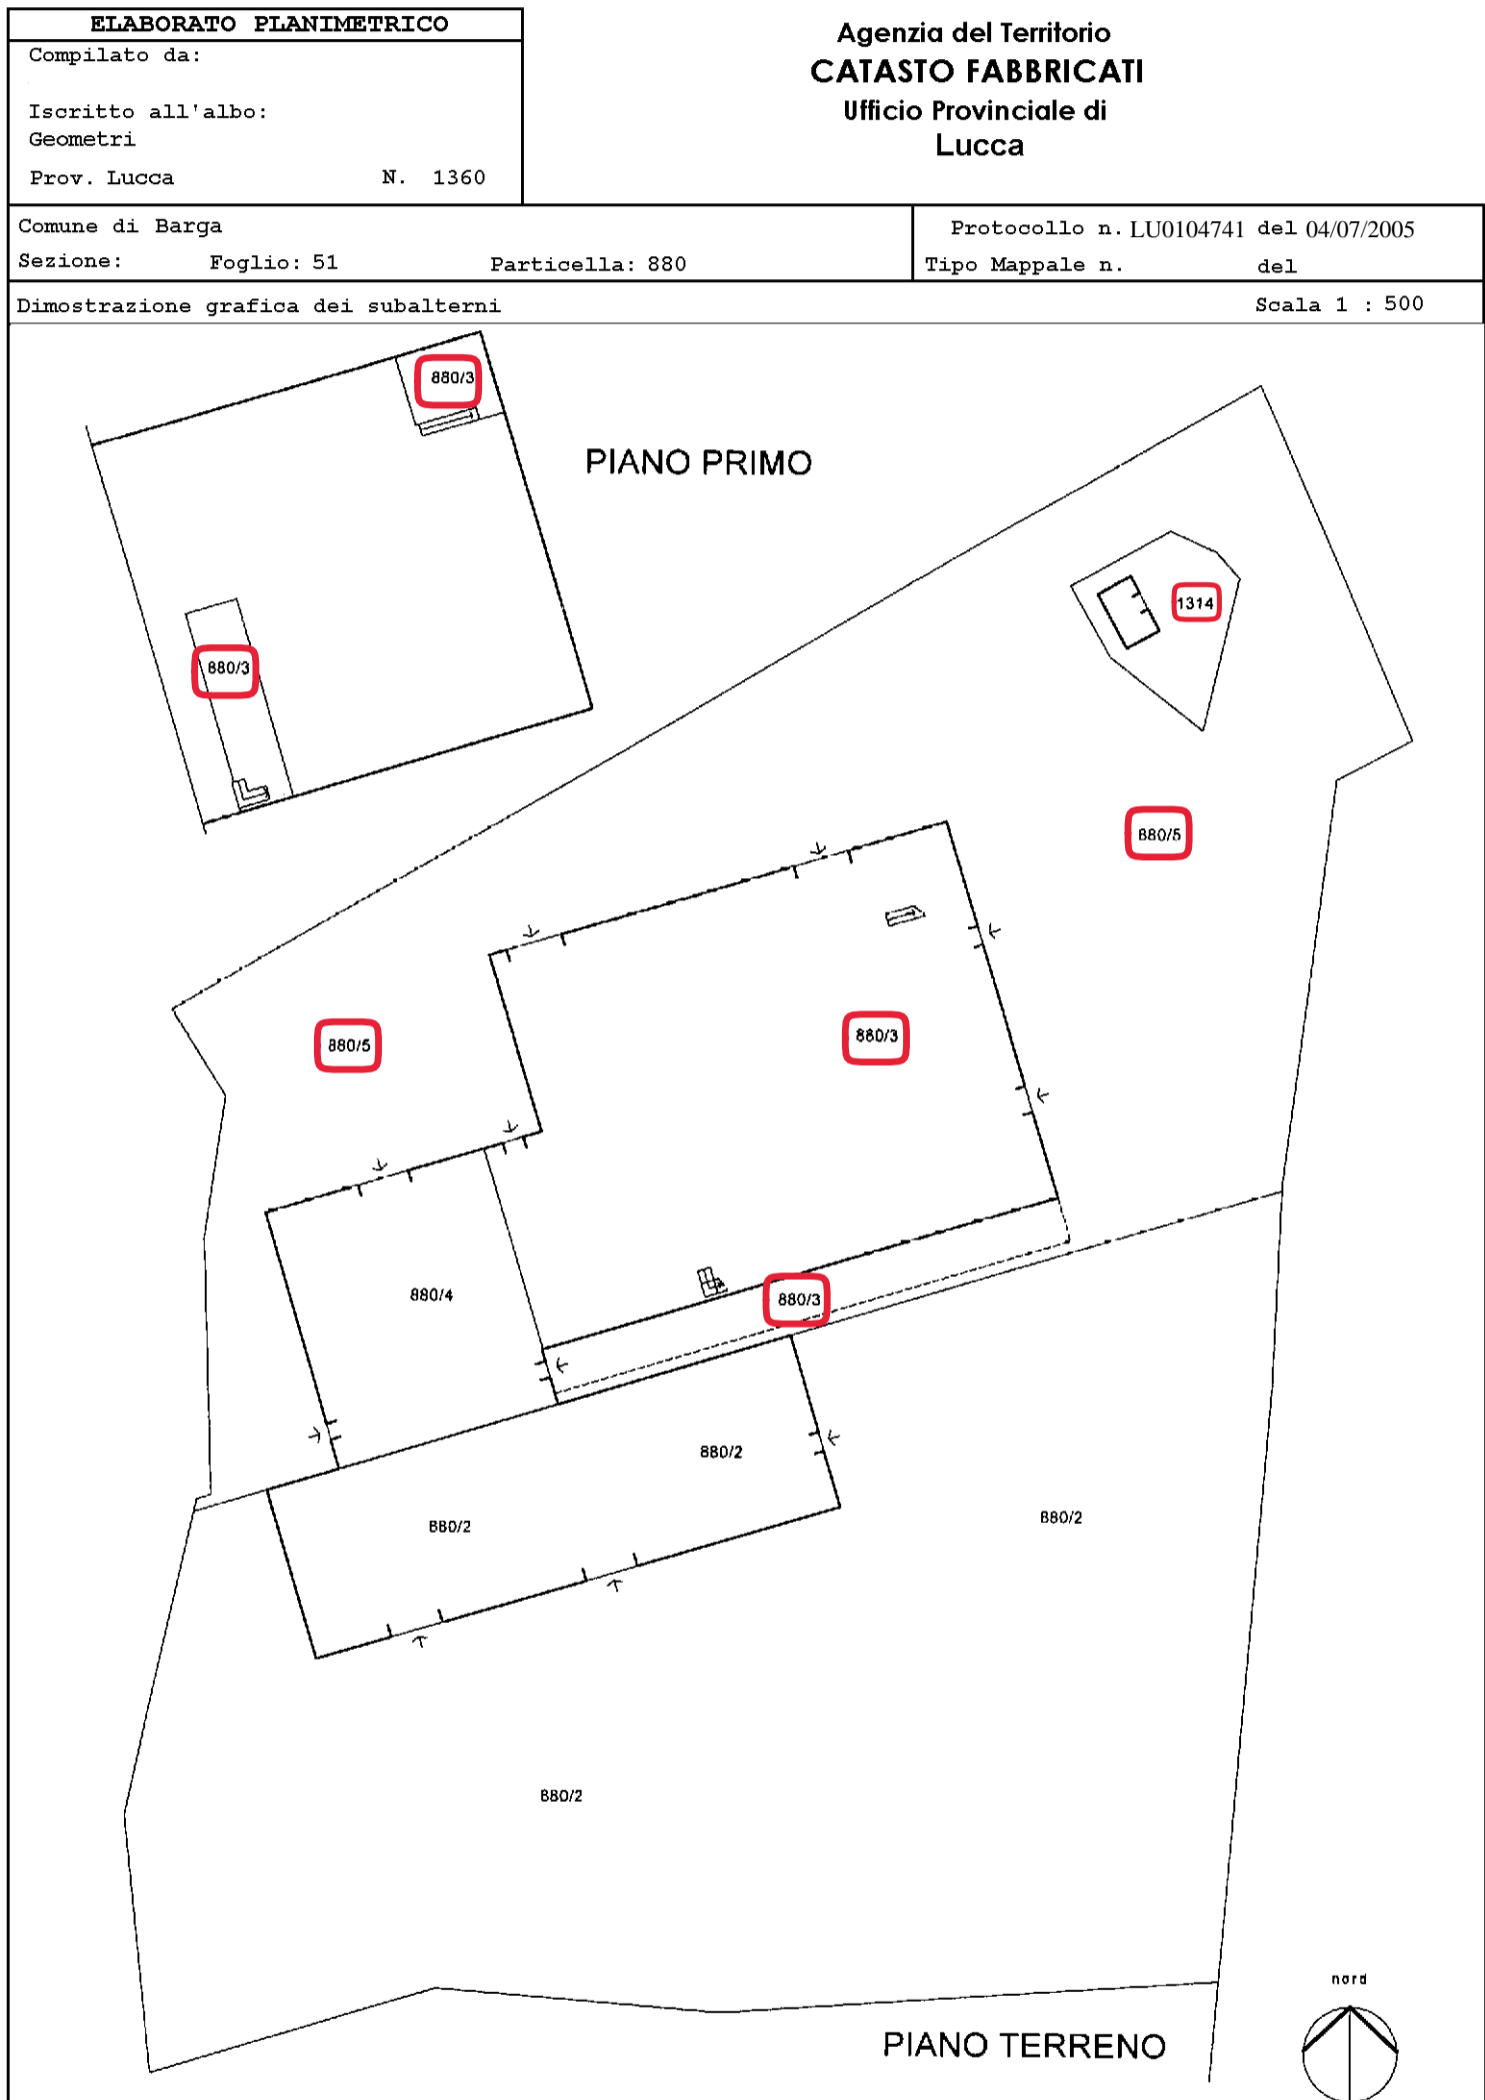 ELABORATO PLANIMETRICO
Compilato da:
Iscritto all'albo:
Geometri
Prov. Lucca N. 1360
Agenzia del Territorio
CATASTO FABBRICATI
Ufficio Provinciale di
Lucca
Comune di Barga
Sezione: Foglio: 51 Particella: 880
Protocollo n. LU0104741 del 04/07/2005
Tipo Mappale n. del
Dimostrazione grafica dei subalterni Scala 1 : 500
880/3
PIANO PRIMO
1314
880/3
880/5
880/3
880/5
880/4
880/3
880/2
880/2
880/2
880/2
nord
PIANO TERRENO